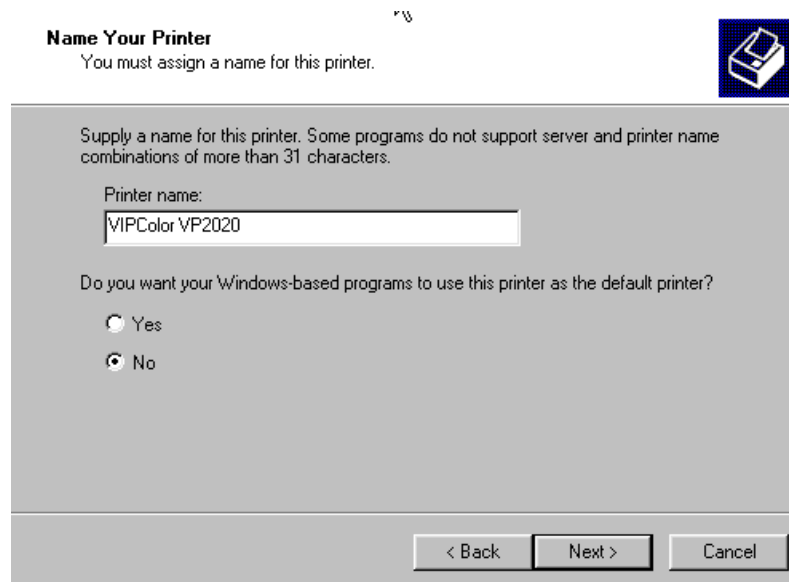 Name Your Printer
You must assign a name for this printer.
Supply a name for this printer. Some programs do not support server and printer name
combinations of more than 31 characters.
Printer name:
VIPColor VP2020
Do you want your Windows-based programs to use this printer as the default printer?
Yes
No
< Back
Next >
Cancel